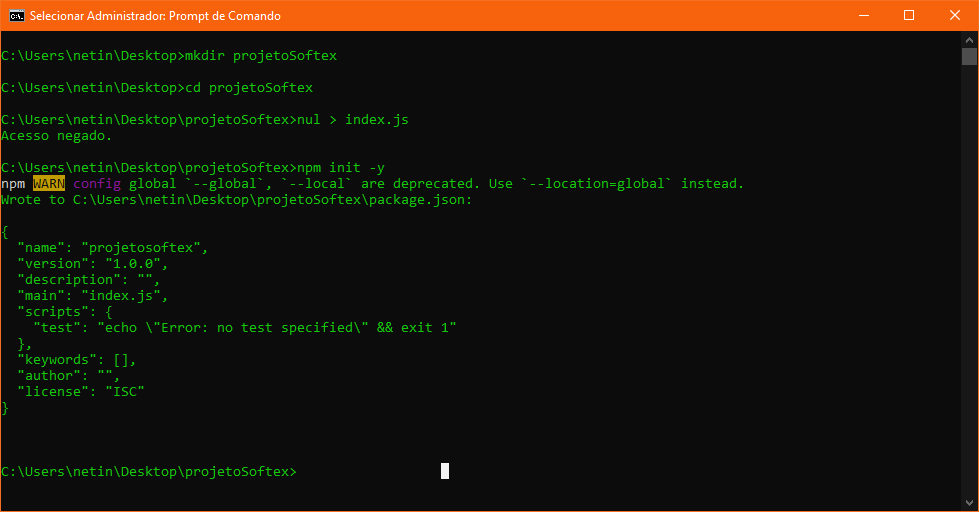 Selecionar Administrador: Prompt de Comando
C:\Users\netin\Desktop>mkdir projetoSoftex
C:\Users\netin\Desktop>cd projetoSoftex
C:\Users\netin\Desktop\projetoSoftex>nul > index.js
Acesso negado.
C:\Users\netin\Desktop\projetoSoftex>npm init -y
npm WARN config global `--global`, `--local` are deprecated. Use `--location=global` instead.
Wrote to C:\Users\netin\Desktop\projetoSoftex\package.json:
{
  "name": "projetosoftex",
  "version": "1.0.0",
  "description": "",
  "main": "index.js",
  "scripts": {
    "test": "echo \"Error: no test specified\" && exit 1"
  },
  "keywords": [],
  "author": "",
  "license": "ISC"
}
C:\Users\netin\Desktop\projetoSoftex>